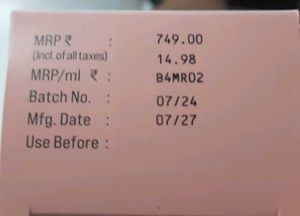 MRP ₹ : 749.00
(Incl. of all taxes) 14.98
MRP/ml ₹ : B4MR02
Batch No. : 07/24
Mfg. Date : 07/27
Use Before :